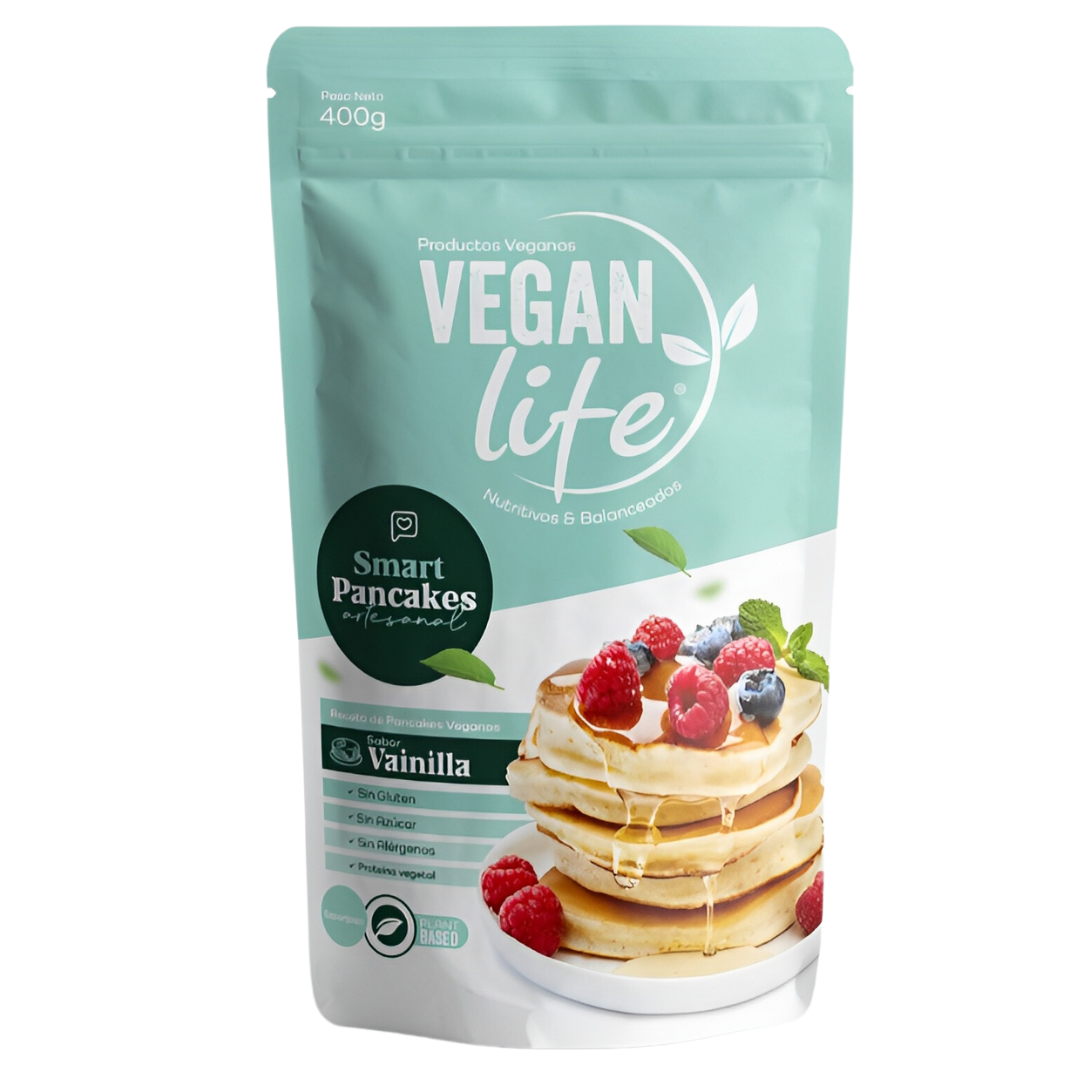 Peso Neto
400g
Productos Veganos
VEGAN
life®
Nutritivos & Balanceados
Smart
Pancakes
artesanal
Receta de Pancakes Veganos
Sabor
Vainilla
✓ Sin Gluten
✓ Sin Azúcar
✓ Sin Alérgenos
✓ Proteína vegetal
PLANT
BASED